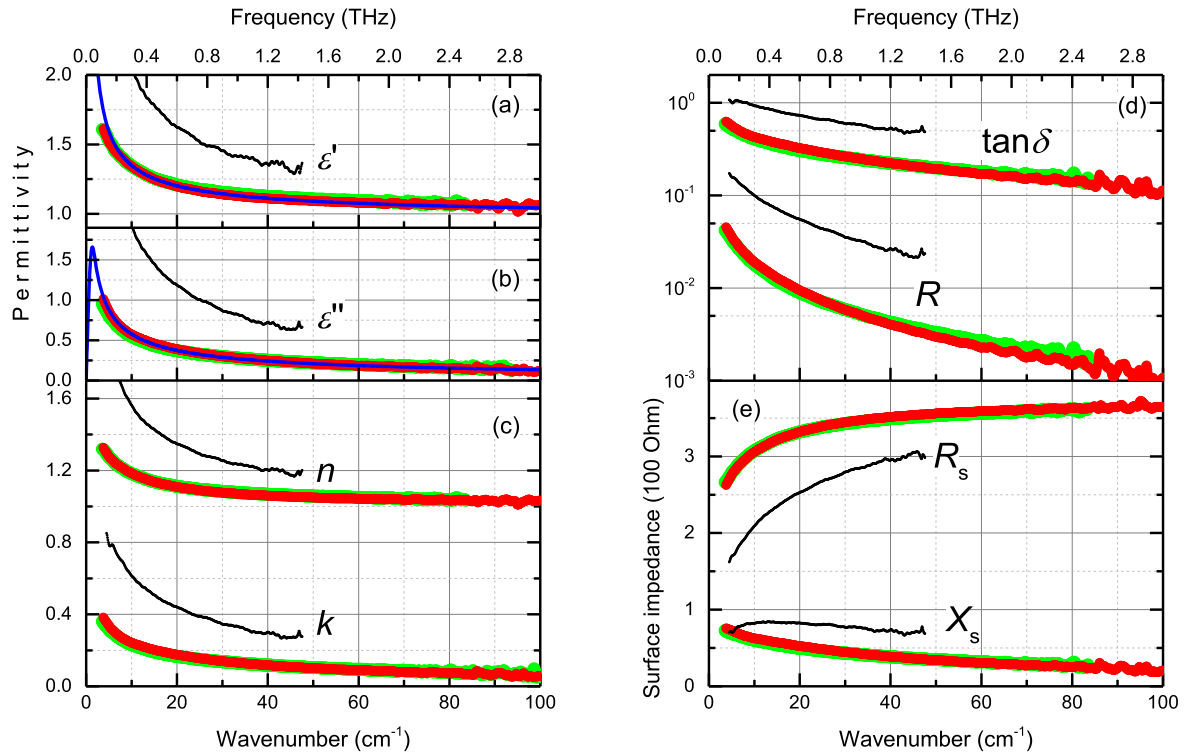 Frequency (THz)
0.0 0.4 0.8 1.2 1.6 2.0 2.4 2.8
Permittivity
2.0
1.5
1.0
(a)
ε'
1.5
1.0
0.5
0.0
(b)
ε"
1.6
1.2
0.8
0.4
0.0
(c)
n
k
0 20 40 60 80 100
Wavenumber (cm-1)
Frequency (THz)
0.0 0.4 0.8 1.2 1.6 2.0 2.4 2.8
10⁰
10-1
10-2
10-3
(d)
tanδ
R
Surface impedance (100 Ohm)
3
2
1
0
(e)
Rs
Xs
0 20 40 60 80 100
Wavenumber (cm-1)